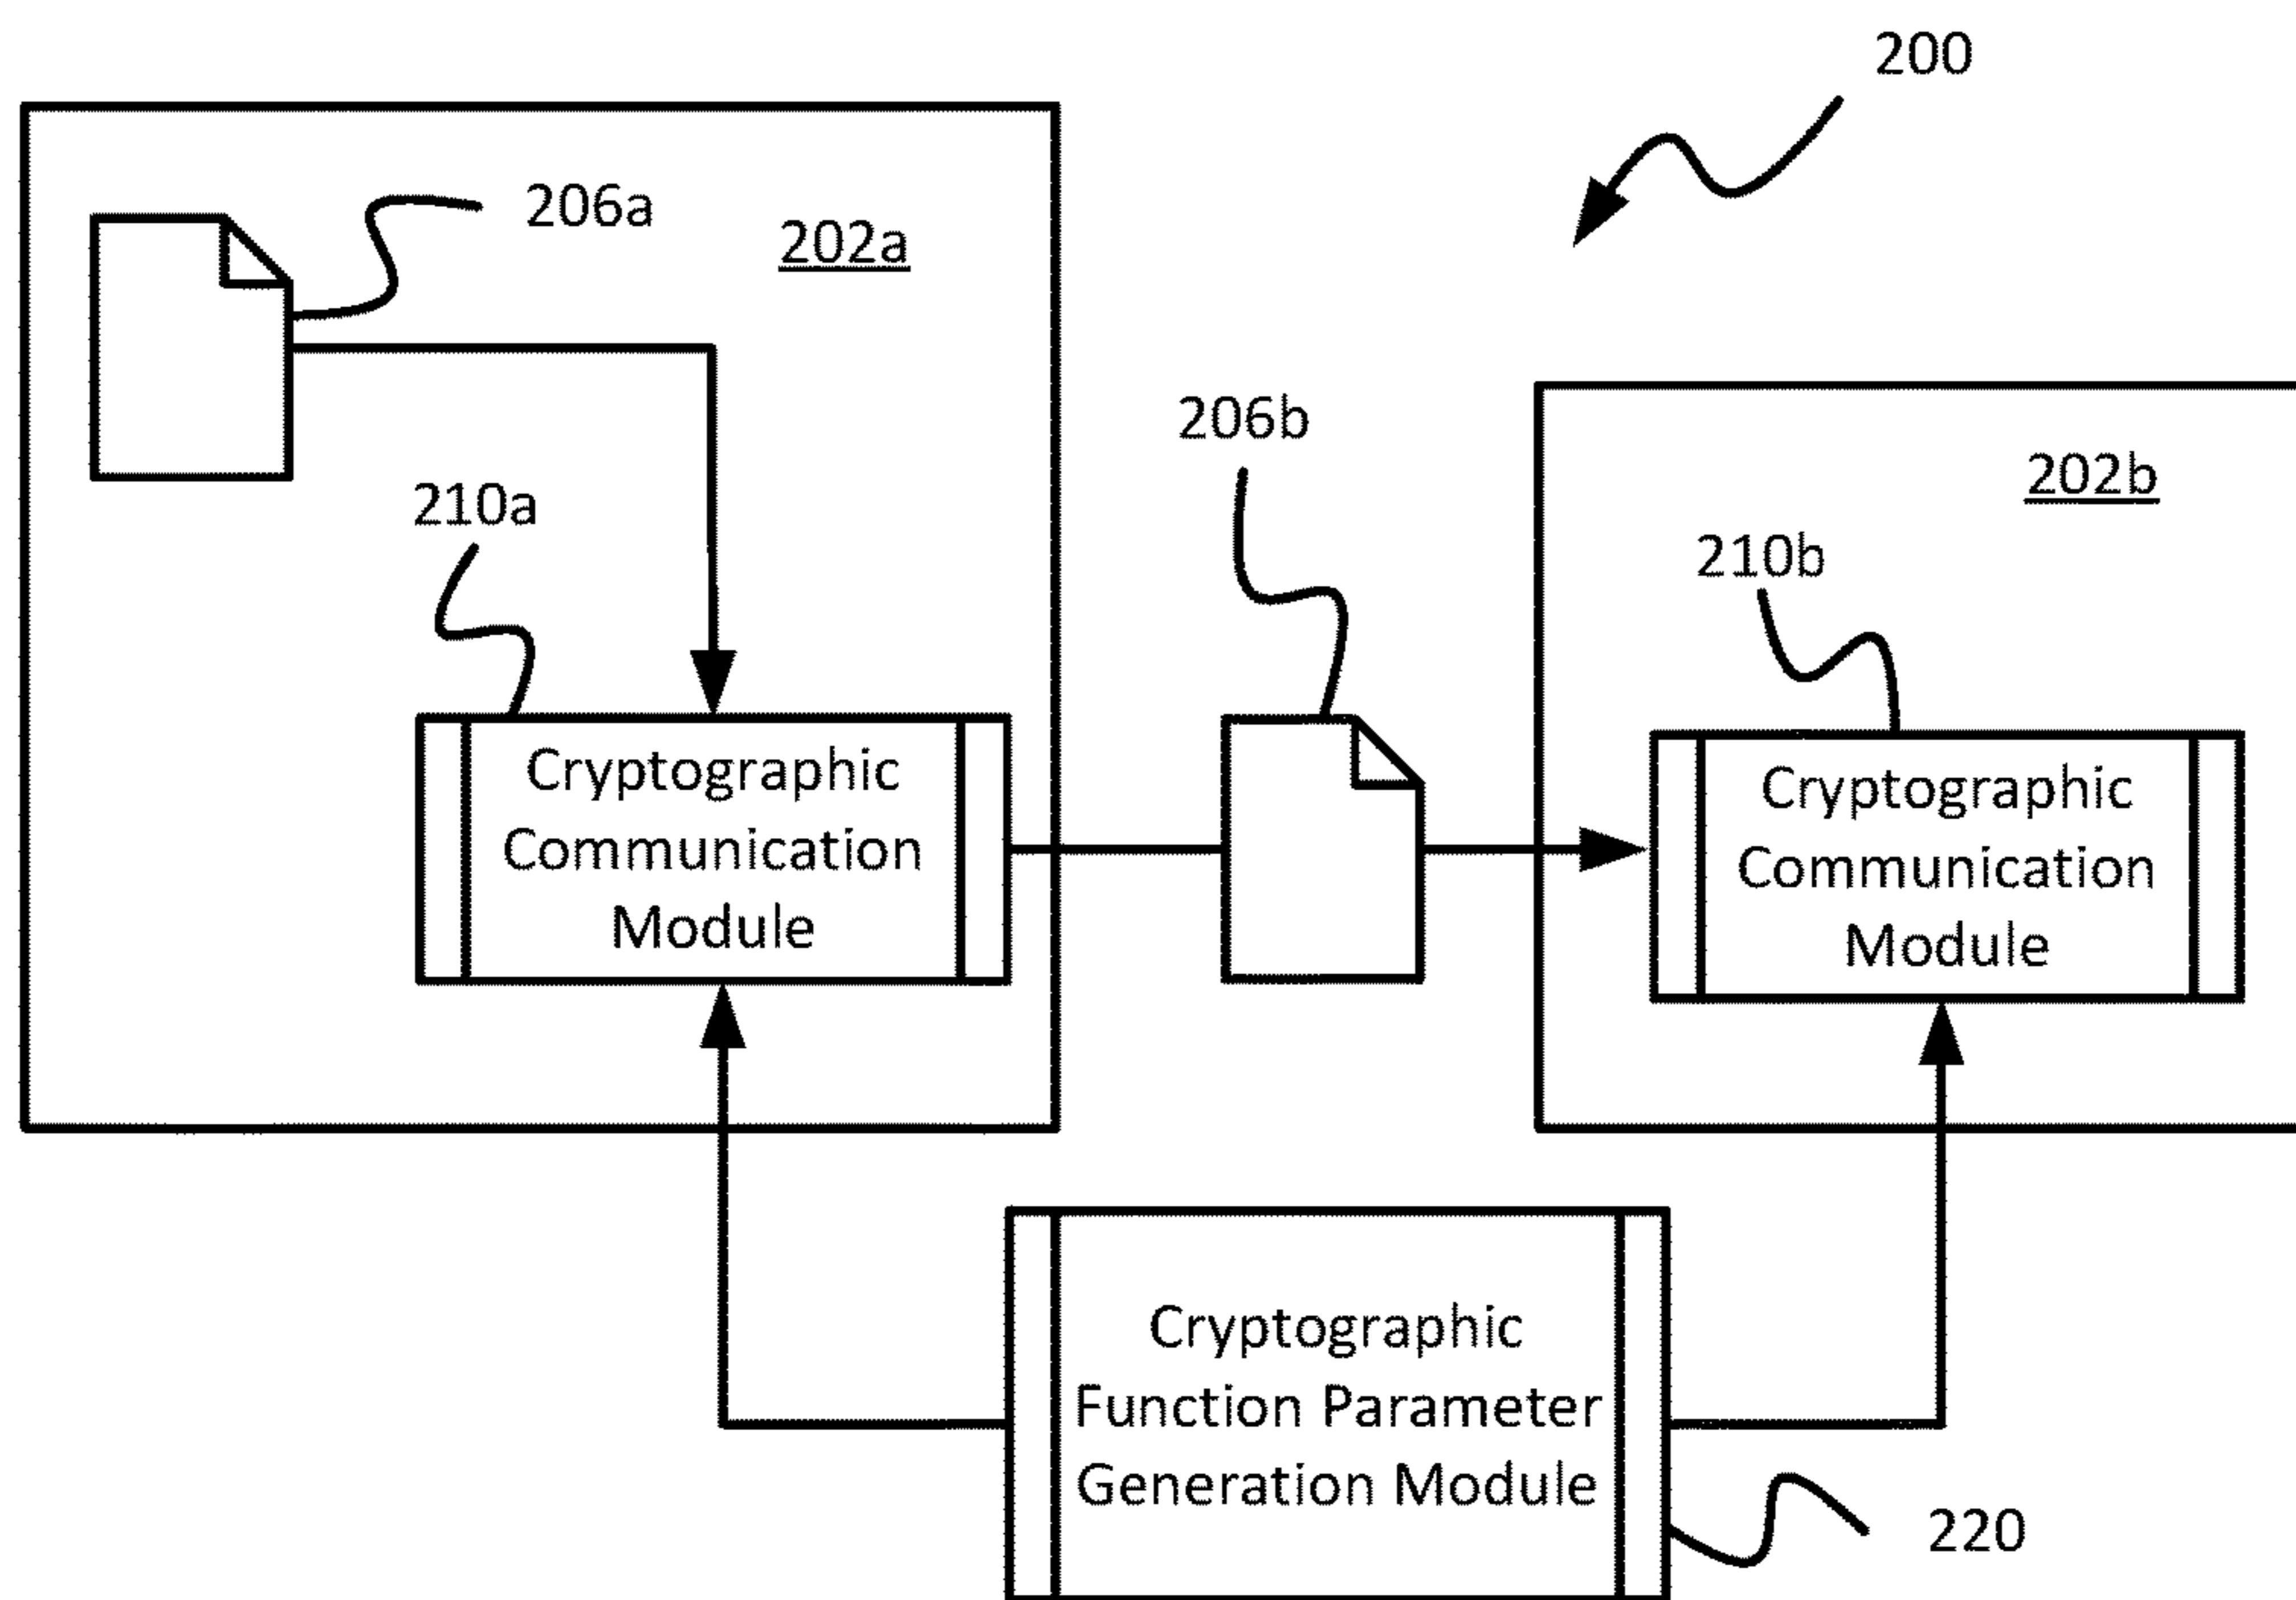 200
206a
202a
206b
202b
210a
210b
Cryptographic
Communication
Module
Cryptographic
Communication
Module
Cryptographic
Function Parameter
Generation Module
220